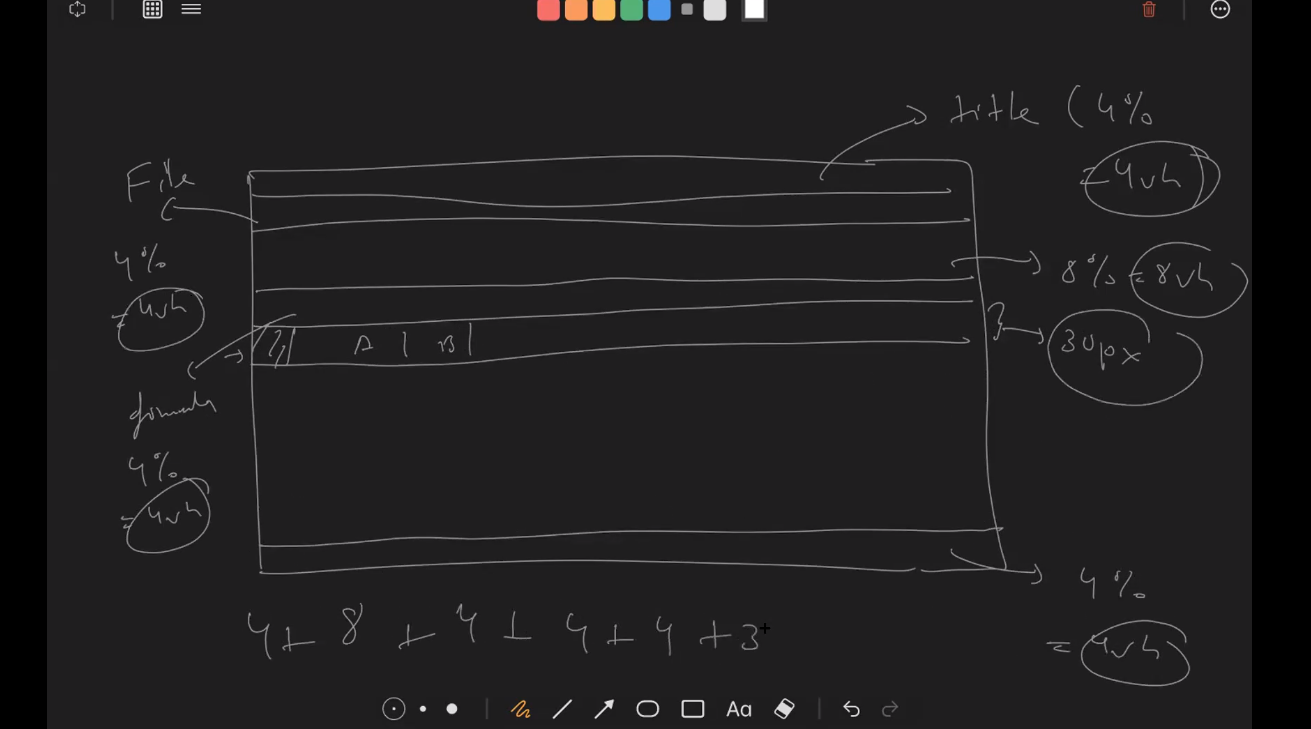 title (4%
= 4vh
File
4%
= 4vh
8% = 8vh
30px
A | B |
formula
4%
= 4vh
4%
= 4vh
4 + 8 + 4 + 4 + 4 + 3
Aa